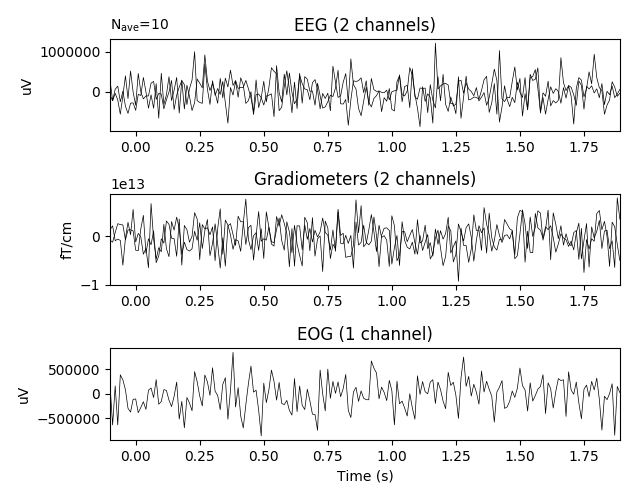 N_ave=10
EEG (2 channels)
1000000
0
uV
0.00 0.25 0.50 0.75 1.00 1.25 1.50 1.75
1e13
Gradiometers (2 channels)
0
−1
fT/cm
0.00 0.25 0.50 0.75 1.00 1.25 1.50 1.75
EOG (1 channel)
500000
0
−500000
uV
0.00 0.25 0.50 0.75 1.00 1.25 1.50 1.75
Time (s)